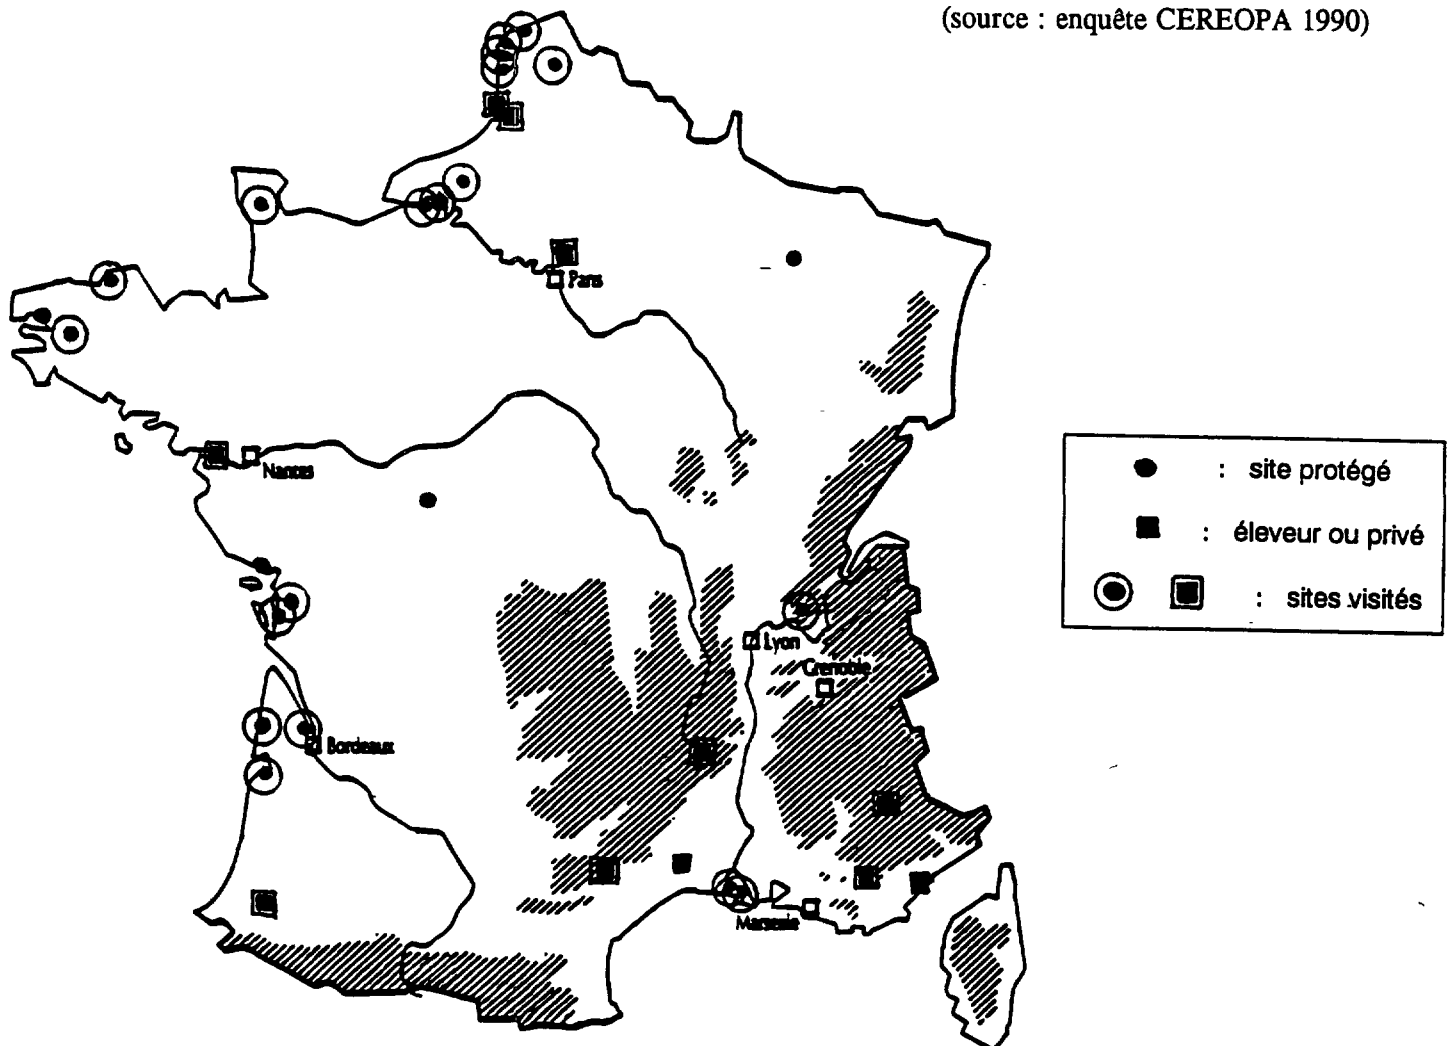 (source : enquête CEREOPA 1990)
Paris
Nantes
Lyon
Grenoble
Bordeaux
Marseille
: site protégé
: éleveur ou privé
: sites visités